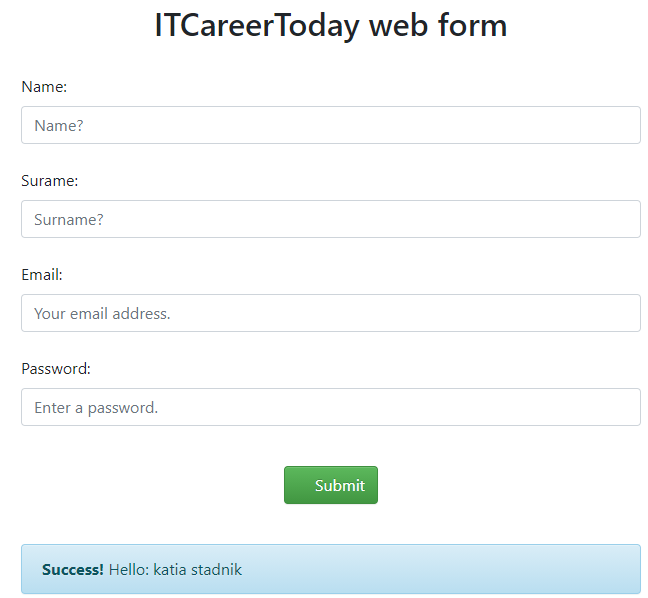 ITCareerToday web form
Name:
Name?
Surame:
Surname?
Email:
Your email address.
Password:
Enter a password.
Submit
Success! Hello: katia stadnik